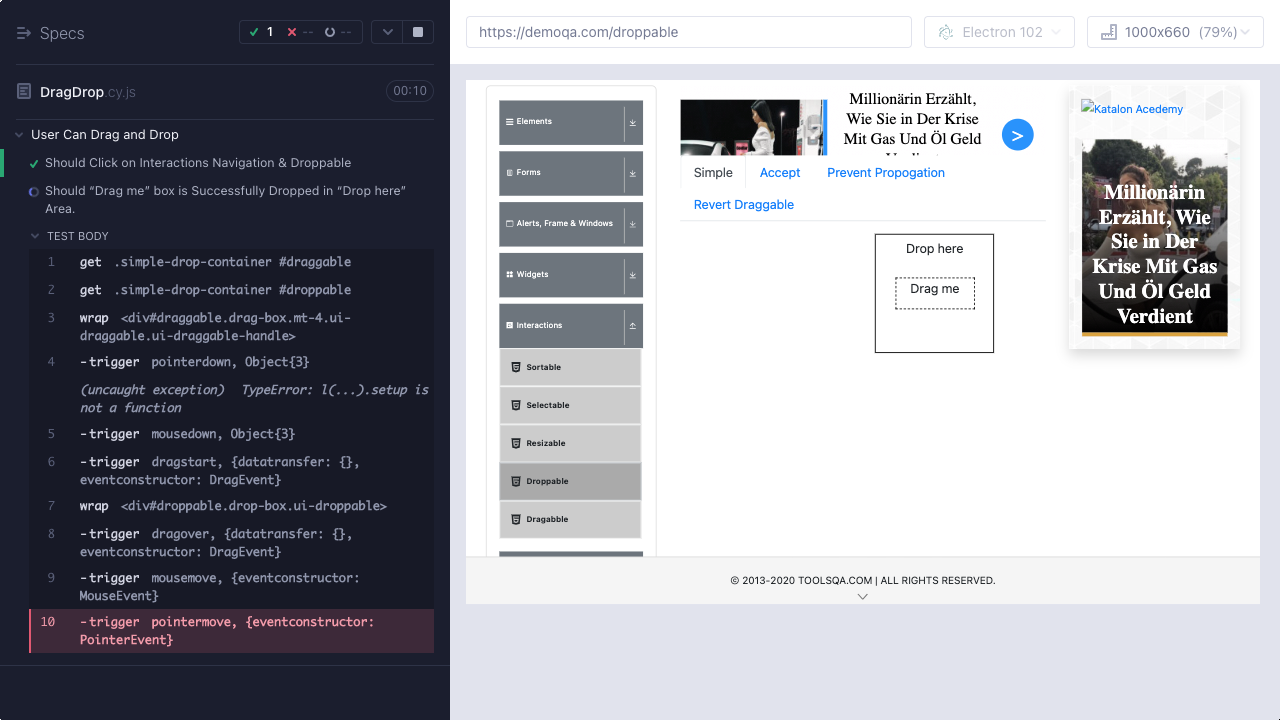 Specs
1
--
--
DragDrop.cy.js
00:10
User Can Drag and Drop
Should Click on Interactions Navigation & Droppable
Should “Drag me” box is Successfully Dropped in “Drop here”
Area.
TEST BODY
1 get .simple-drop-container #draggable
2 get .simple-drop-container #droppable
3 wrap <div#draggable.drag-box.mt-4.ui-
draggable.ui-draggable-handle>
4 -trigger pointerdown, Object{3}
(uncaught exception) TypeError: l(...).setup is
not a function
5 -trigger mousedown, Object{3}
6 -trigger dragstart, {datatransfer: {},
eventconstructor: DragEvent}
7 wrap <div#droppable.drop-box.ui-droppable>
8 -trigger dragover, {datatransfer: {},
eventconstructor: DragEvent}
9 -trigger mousemove, {eventconstructor:
MouseEvent}
10 -trigger pointermove, {eventconstructor:
PointerEvent}
https://demoqa.com/droppable
Electron 102
1000x660 (79%)
Elements
Forms
Alerts, Frame & Windows
Widgets
Interactions
Sortable
Selectable
Resizable
Droppable
Dragabble
Millionärin Erzählt,
Wie Sie in Der Krise
Mit Gas Und Öl Geld
Verdient
>
Simple
Accept
Prevent Propogation
Revert Draggable
Drop here
Drag me
Katalon Acedemy
Millionärin
Erzählt, Wie
Sie in Der
Krise Mit Gas
Und Öl Geld
Verdient
© 2013-2020 TOOLSQA.COM | ALL RIGHTS RESERVED.